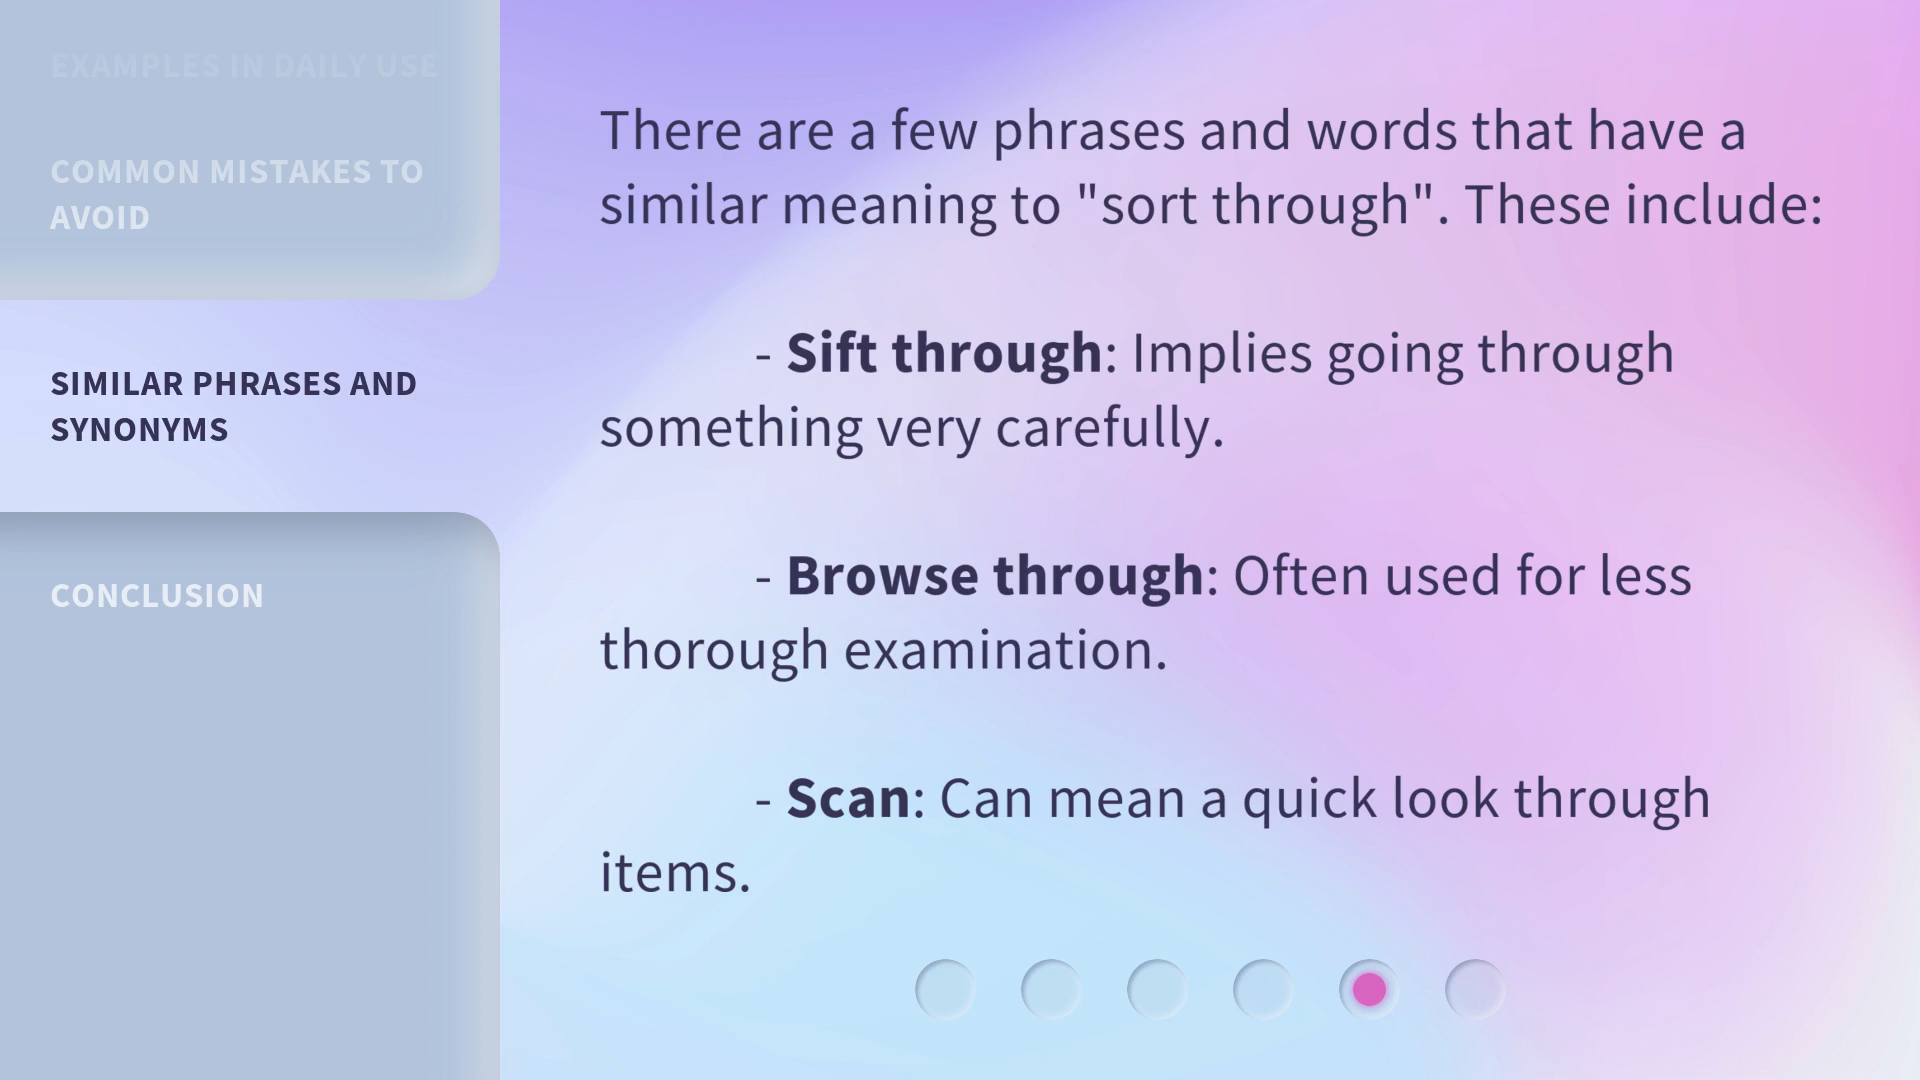 EXAMPLES IN DAILY USE
COMMON MISTAKES TO
AVOID
SIMILAR PHRASES AND
SYNONYMS
CONCLUSION
There are a few phrases and words that have a
similar meaning to "sort through". These include:
- Sift through: Implies going through
something very carefully.
- Browse through: Often used for less
thorough examination.
- Scan: Can mean a quick look through
items.